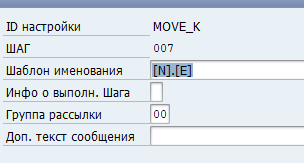 ID настройки MOVE_K
ШАГ 007
Шаблон именования [N].[E]
Инфо о выполн. Шага
Группа рассылки 00
Доп. текст сообщения